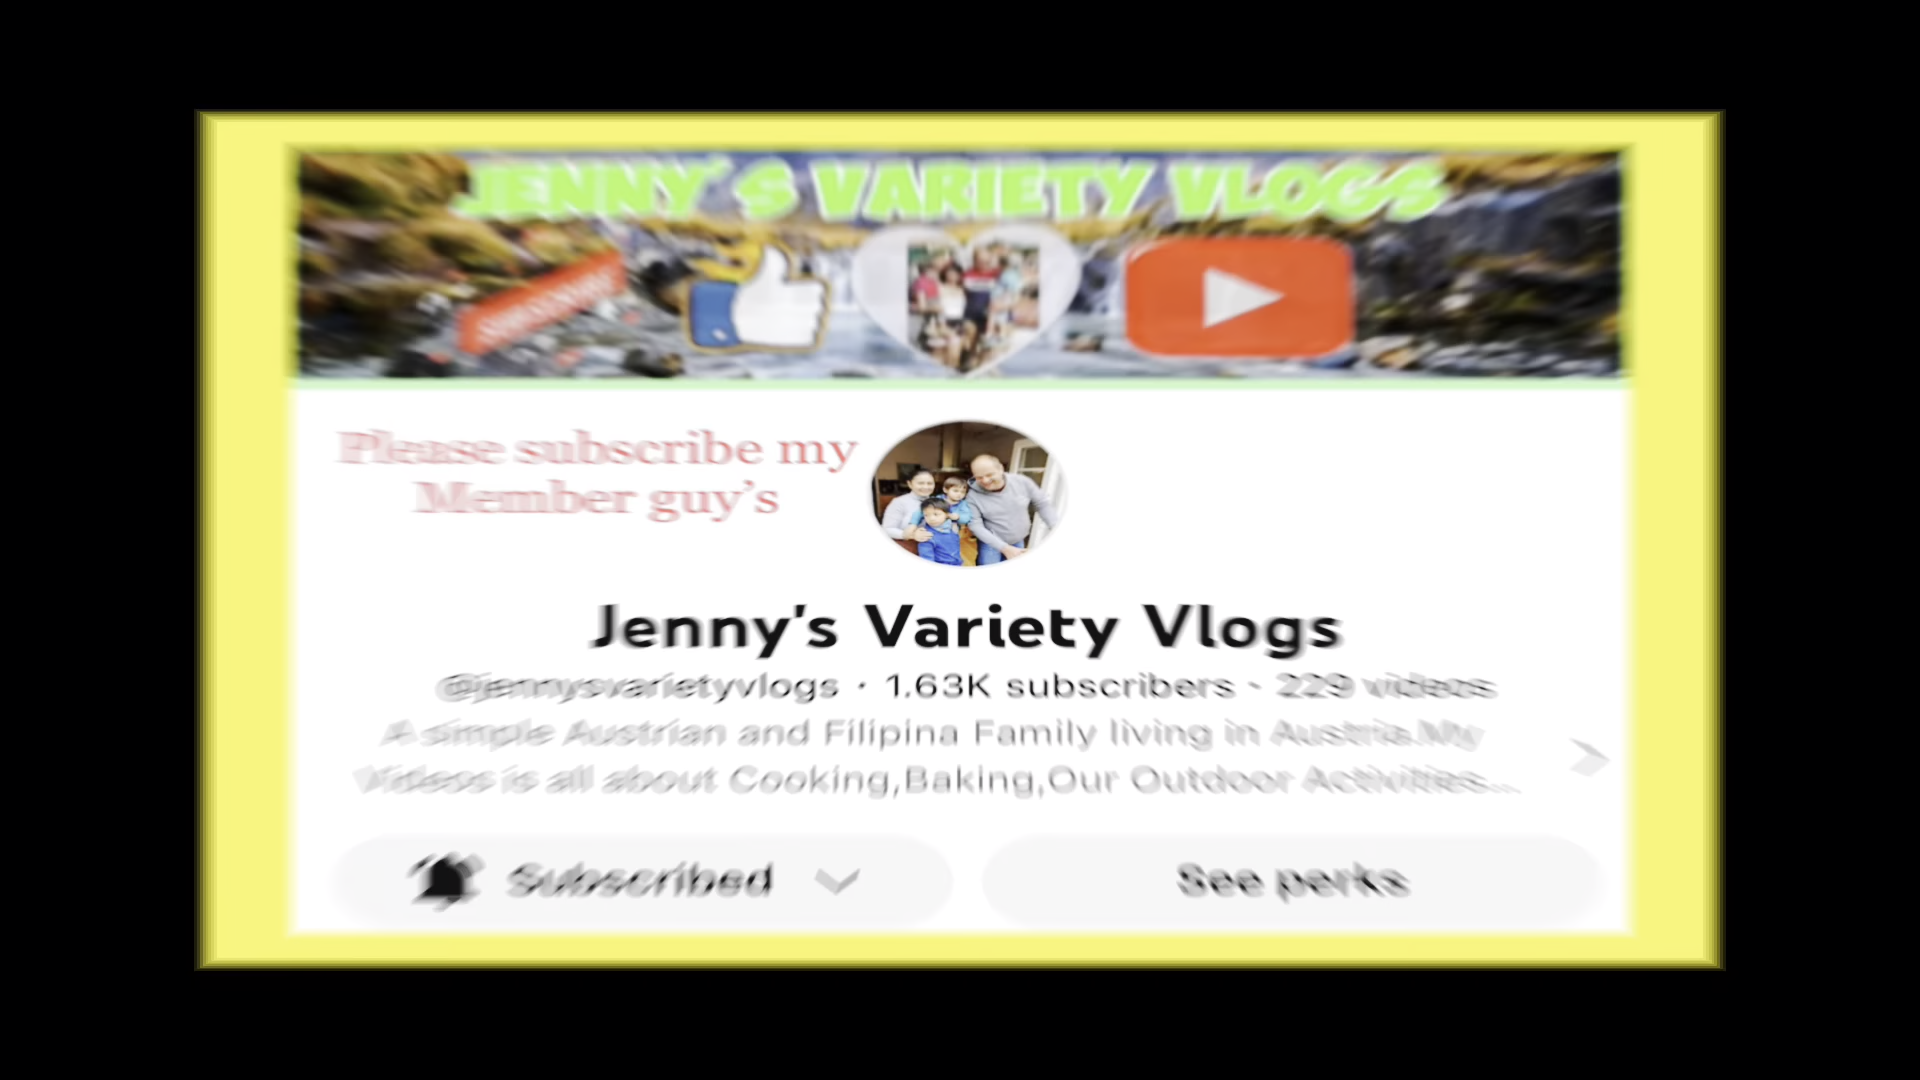 JENNY'S VARIETY VLOGS
SUBSCRIBE
Please subscribe my
Member guy's
Jenny's Variety Vlogs
@jennysvarietyvlogs · 1.63K subscribers · 229 videos
A simple Austrian and Filipina Family living in Austria.My
Videos is all about Cooking,Baking,Our Outdoor Activities...
Subscribed
See perks